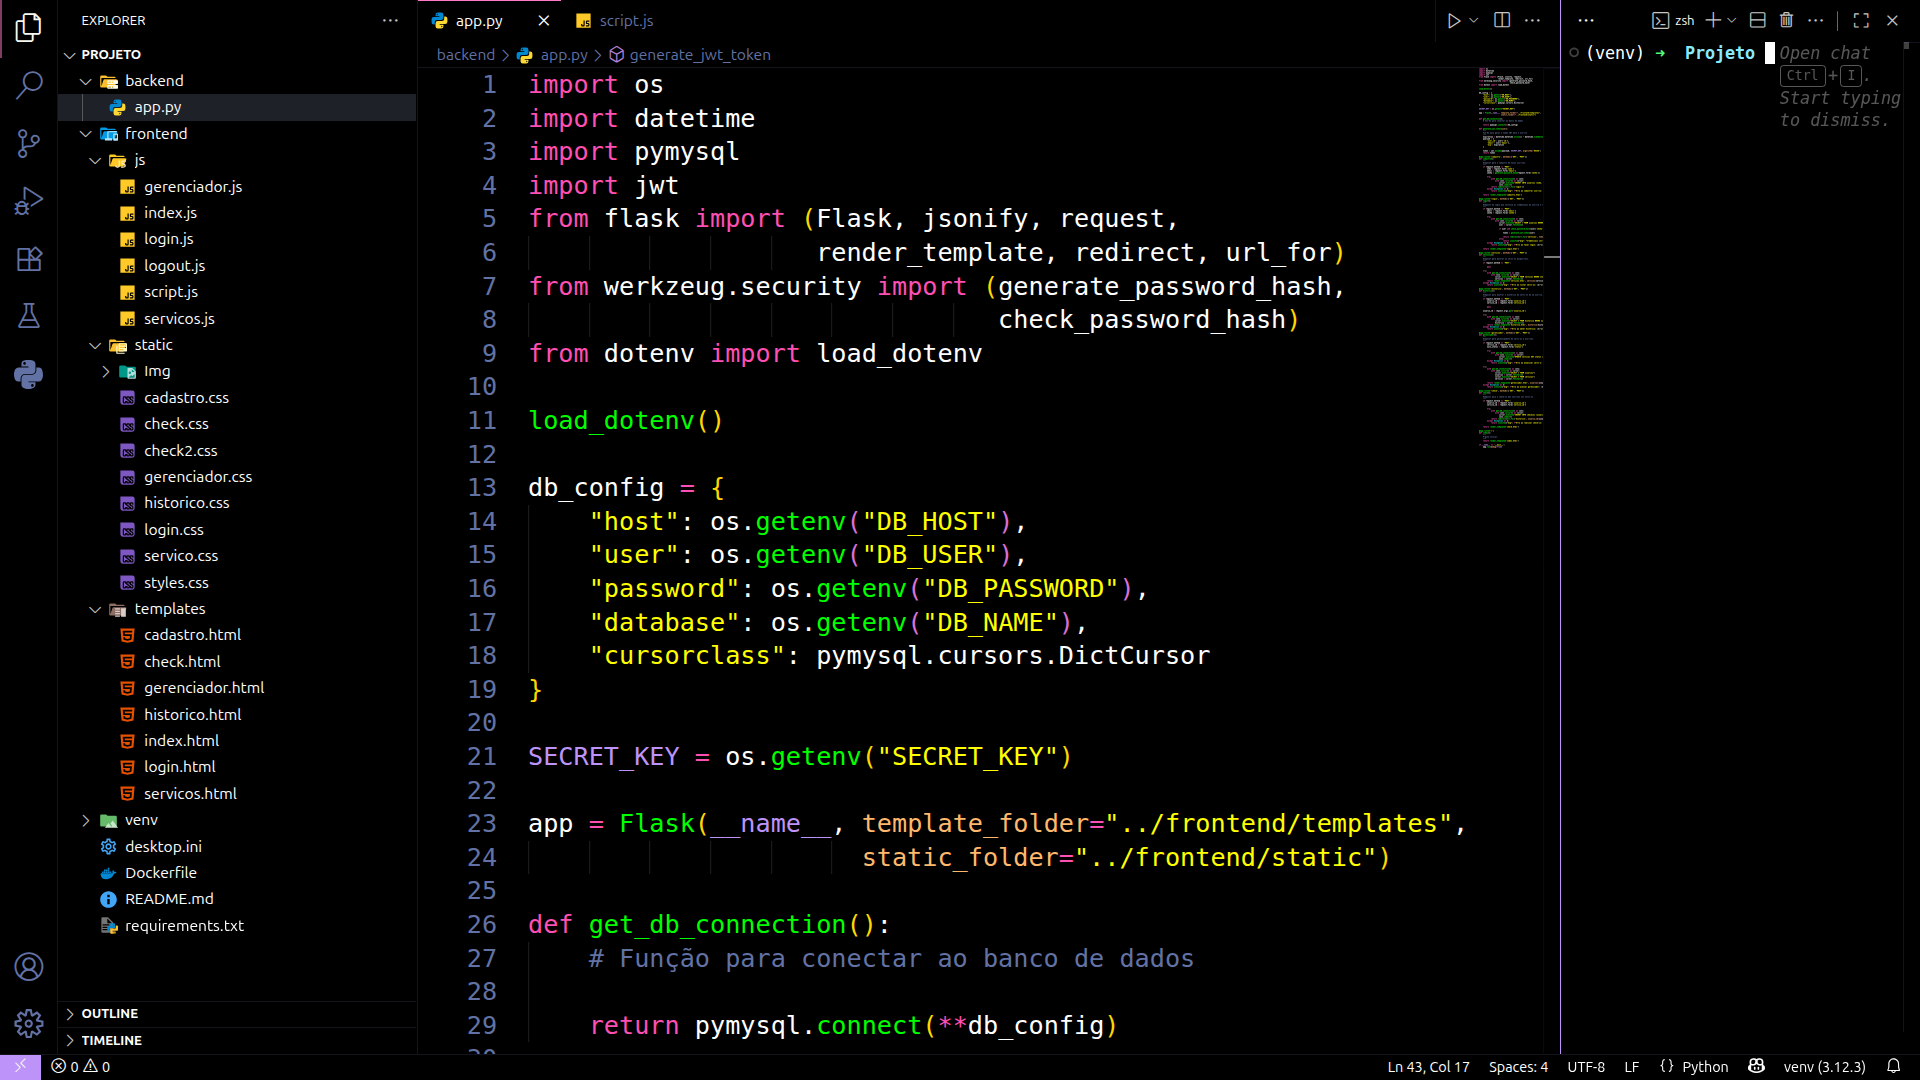 EXPLORER
PROJETO
backend
app.py
frontend
js
gerenciador.js
index.js
login.js
logout.js
script.js
servicos.js
static
Img
cadastro.css
check.css
check2.css
gerenciador.css
historico.css
login.css
servico.css
styles.css
templates
cadastro.html
check.html
gerenciador.html
historico.html
index.html
login.html
servicos.html
venv
desktop.ini
Dockerfile
README.md
requirements.txt
OUTLINE
TIMELINE
app.py
script.js
backend > app.py > generate_jwt_token
1 import os
2 import datetime
3 import pymysql
4 import jwt
5 from flask import (Flask, jsonify, request,
6 render_template, redirect, url_for)
7 from werkzeug.security import (generate_password_hash,
8 check_password_hash)
9 from dotenv import load_dotenv
10
11 load_dotenv()
12
13 db_config = {
14 "host": os.getenv("DB_HOST"),
15 "user": os.getenv("DB_USER"),
16 "password": os.getenv("DB_PASSWORD"),
17 "database": os.getenv("DB_NAME"),
18 "cursorclass": pymysql.cursors.DictCursor
19 }
20
21 SECRET_KEY = os.getenv("SECRET_KEY")
22
23 app = Flask(__name__, template_folder="../frontend/templates",
24 static_folder="../frontend/static")
25
26 def get_db_connection():
27 # Função para conectar ao banco de dados
28
29 return pymysql.connect(**db_config)
zsh
(venv) ➜ Projeto Open chat
Ctrl+I.
Start typing
to dismiss.
0 0
Ln 43, Col 17
Spaces: 4
UTF-8
LF
{} Python
venv (3.12.3)